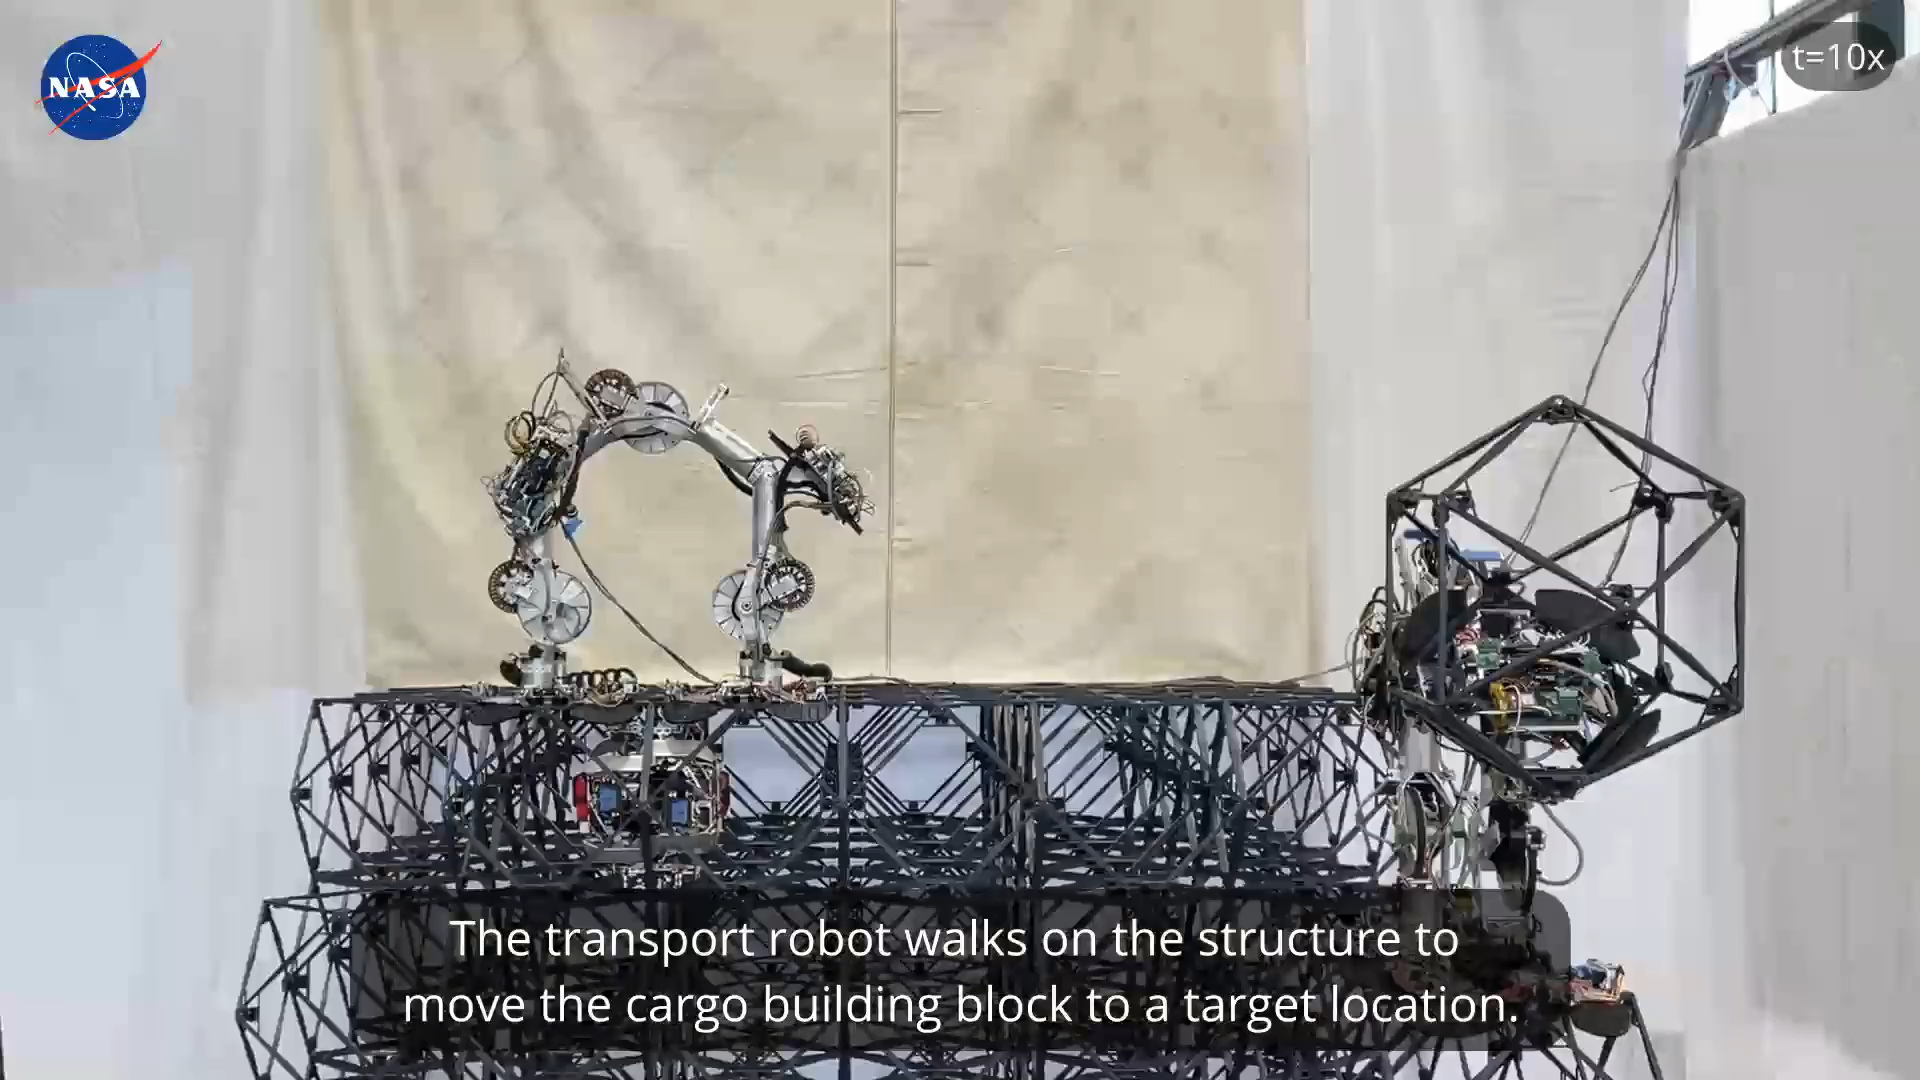 NASA
t=10x
The transport robot walks on the structure to
move the cargo building block to a target location.